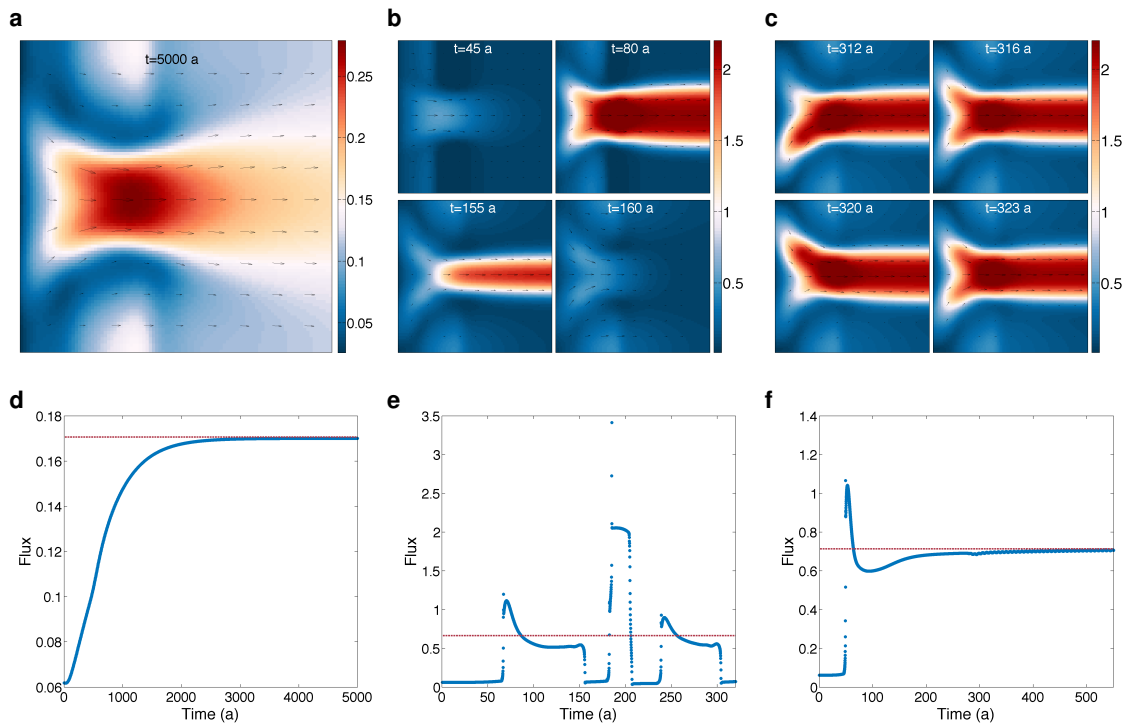 a
t=5000 a
0.25
0.2
0.15
0.1
0.05
b
t=45 a
t=80 a
t=155 a
t=160 a
2
1.5
1
0.5
c
t=312 a
t=316 a
t=320 a
t=323 a
2
1.5
1
0.5
d
0.18
0.16
0.14
0.12
0.1
0.08
0.06
Flux
0 1000 2000 3000 4000 5000
Time (a)
e
3.5
3
2.5
2
1.5
1
0.5
0
Flux
0 50 100 150 200 250 300
Time (a)
f
1.4
1.2
1
0.8
0.6
0.4
0.2
0
Flux
0 100 200 300 400 500
Time (a)